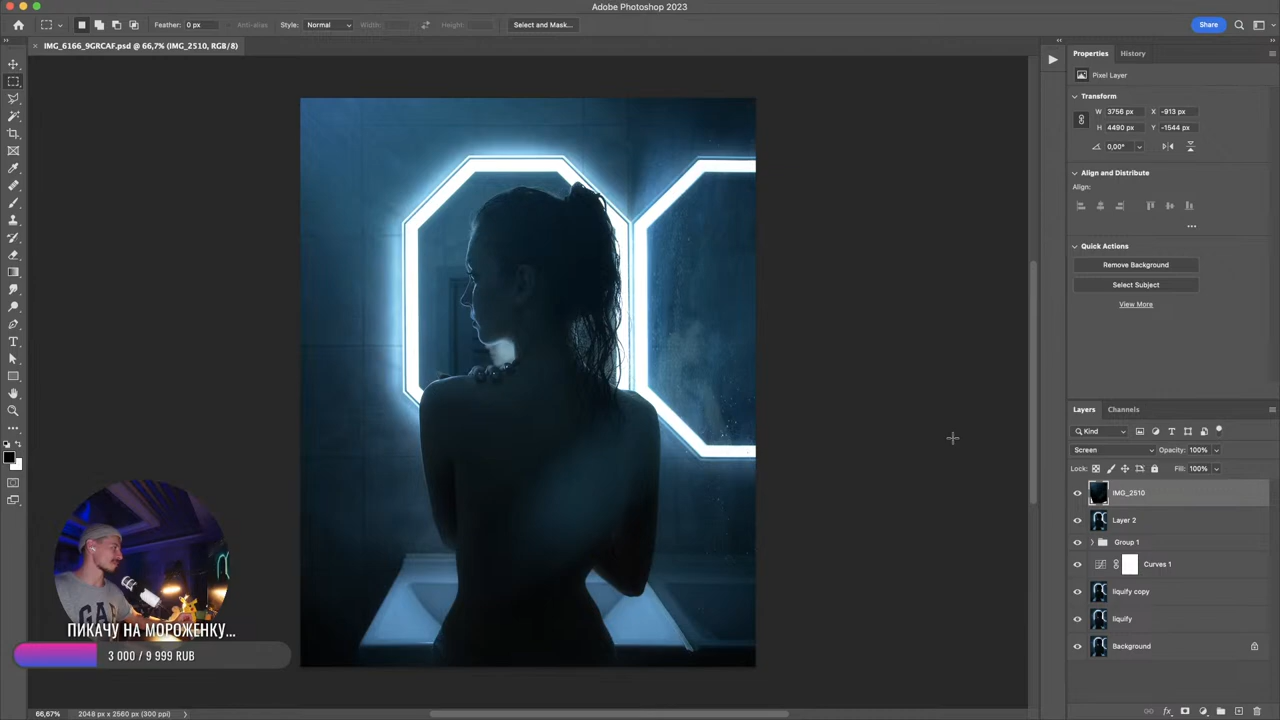 Adobe Photoshop 2023
Feather: 0 px
Anti-alias
Style: Normal
Width:
Height:
Select and Mask...
Share
× IMG_6166_9GRCAF.psd @ 66,7% (IMG_2510, RGB/8)
Properties
History
Pixel Layer
Transform
W 3756 px X -913 px
H 4490 px Y -1544 px
0,00°
Align and Distribute
Align:
Quick Actions
Remove Background
Select Subject
View More
Layers
Channels
Kind
Screen
Opacity: 100%
Lock:
Fill: 100%
IMG_2510
Layer 2
Group 1
Curves 1
liquify copy
liquify
Background
GAP
ПИКАЧУ НА МОРОЖЕНКУ...
3 000 / 9 999 RUB
66,67%
2048 px x 2560 px (300 ppi)